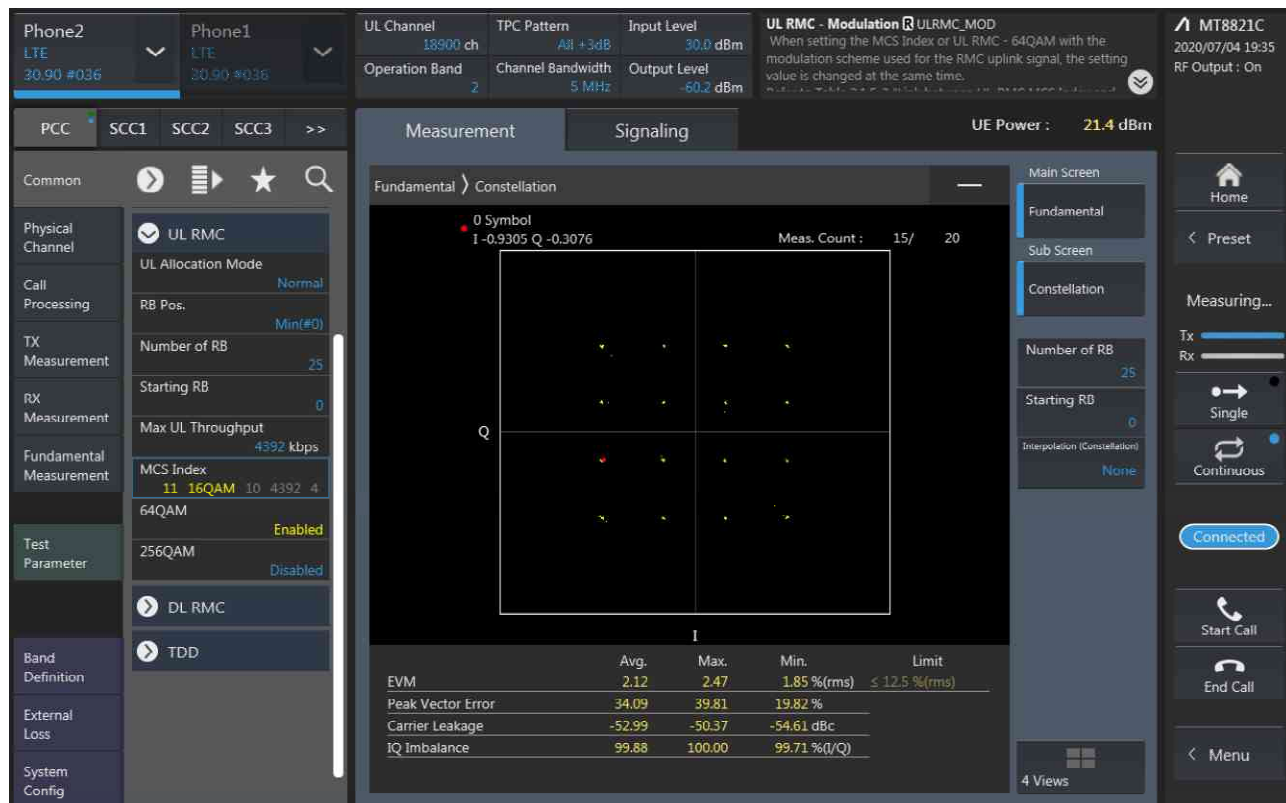 Phone2
LTE
30.90 #036
Phone1
LTE
30.90 #036
UL Channel
18900 ch
Operation Band
2
TPC Pattern
All +3dB
Channel Bandwidth
5 MHz
Input Level
30.0 dBm
Output Level
-60.2 dBm
UL RMC - Modulation R ULRMC_MOD
When setting the MCS Index or UL RMC - 64QAM with the
modulation scheme used for the RMC uplink signal, the setting
value is changed at the same time.
MT8821C
2020/07/04 19:35
RF Output : On
PCC SCC1 SCC2 SCC3 >>
Measurement
Signaling
UE Power : 21.4 dBm
Common
Physical
Channel
Call
Processing
TX
Measurement
RX
Measurement
Fundamental
Measurement
Test
Parameter
Band
Definition
External
Loss
System
Config
UL RMC
UL Allocation Mode
Normal
RB Pos.
Min(#0)
Number of RB
25
Starting RB
0
Max UL Throughput
4392 kbps
MCS Index
11 16QAM 10 4392 4
64QAM
Enabled
256QAM
Disabled
DL RMC
TDD
Fundamental 〉 Constellation
0 Symbol
I -0.9305 Q -0.3076
Meas. Count : 15/ 20
Q
I
Avg. Max. Min. Limit
EVM 2.12 2.47 1.85 %(rms) ≤ 12.5 %(rms)
Peak Vector Error 34.09 39.81 19.82 %
Carrier Leakage -52.99 -50.37 -54.61 dBc
IQ Imbalance 99.88 100.00 99.71 %(I/Q)
Main Screen
Fundamental
Sub Screen
Constellation
Number of RB
25
Starting RB
0
Interpolation (Constellation)
None
4 Views
Home
< Preset
Measuring...
Tx
Rx
Single
Continuous
Connected
Start Call
End Call
< Menu